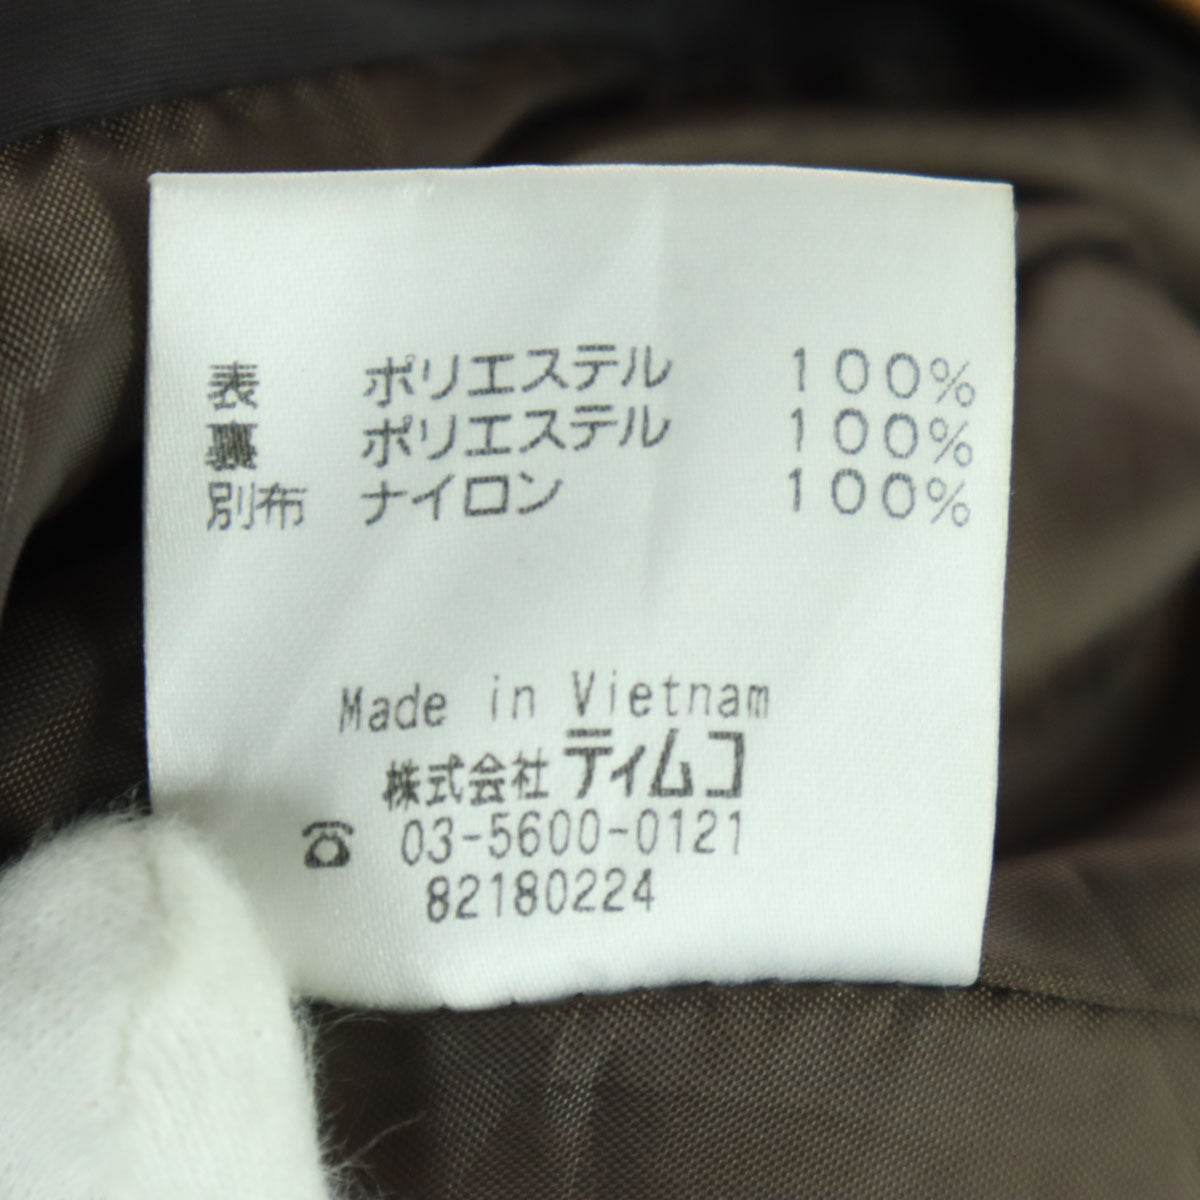 表 ポリエステル 100%
裏 ポリエステル 100%
別布 ナイロン 100%
Made in Vietnam
株式会社 ティムコ
☎ 03-5600-0121
82180224